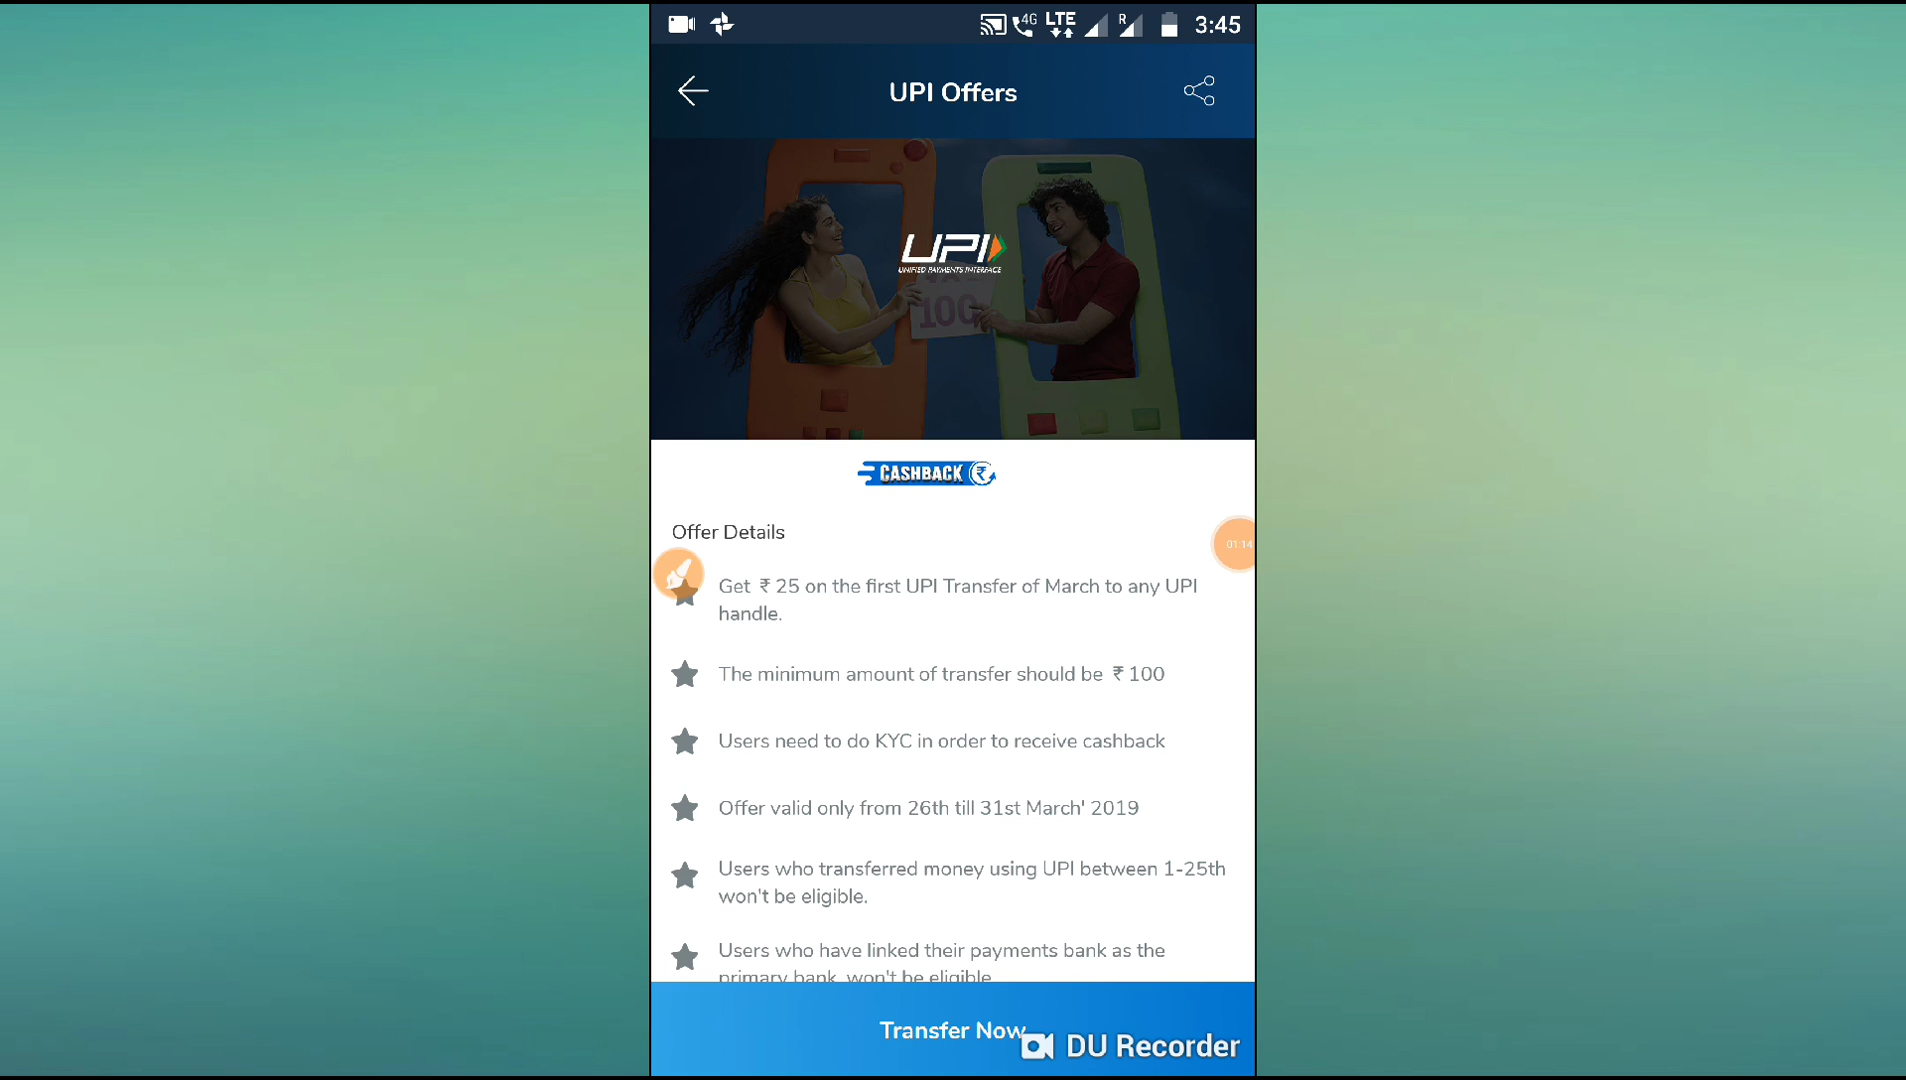 4G LTE R 3:45
UPI Offers
UPI
UNIFIED PAYMENTS INTERFACE
100
CASHBACK ₹
Offer Details
01:14
Get ₹ 25 on the first UPI Transfer of March to any UPI
handle.
The minimum amount of transfer should be ₹ 100
Users need to do KYC in order to receive cashback
Offer valid only from 26th till 31st March' 2019
Users who transferred money using UPI between 1-25th
won't be eligible.
Users who have linked their payments bank as the
primary bank, won't be eligible
Transfer Now
DU Recorder